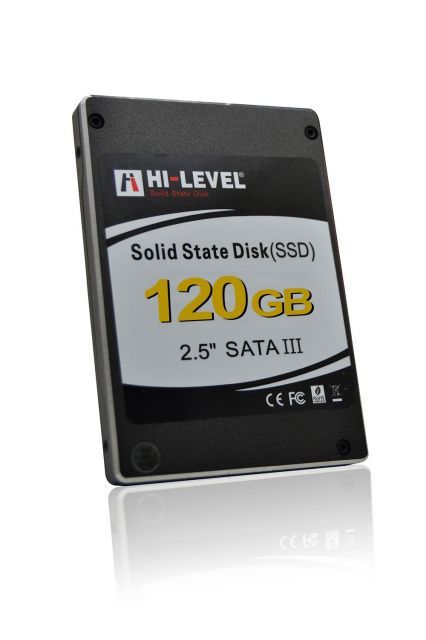 HI-LEVEL®
Solid State Disk
Solid State Disk(SSD)
120GB
2.5" SATA III
CE FC